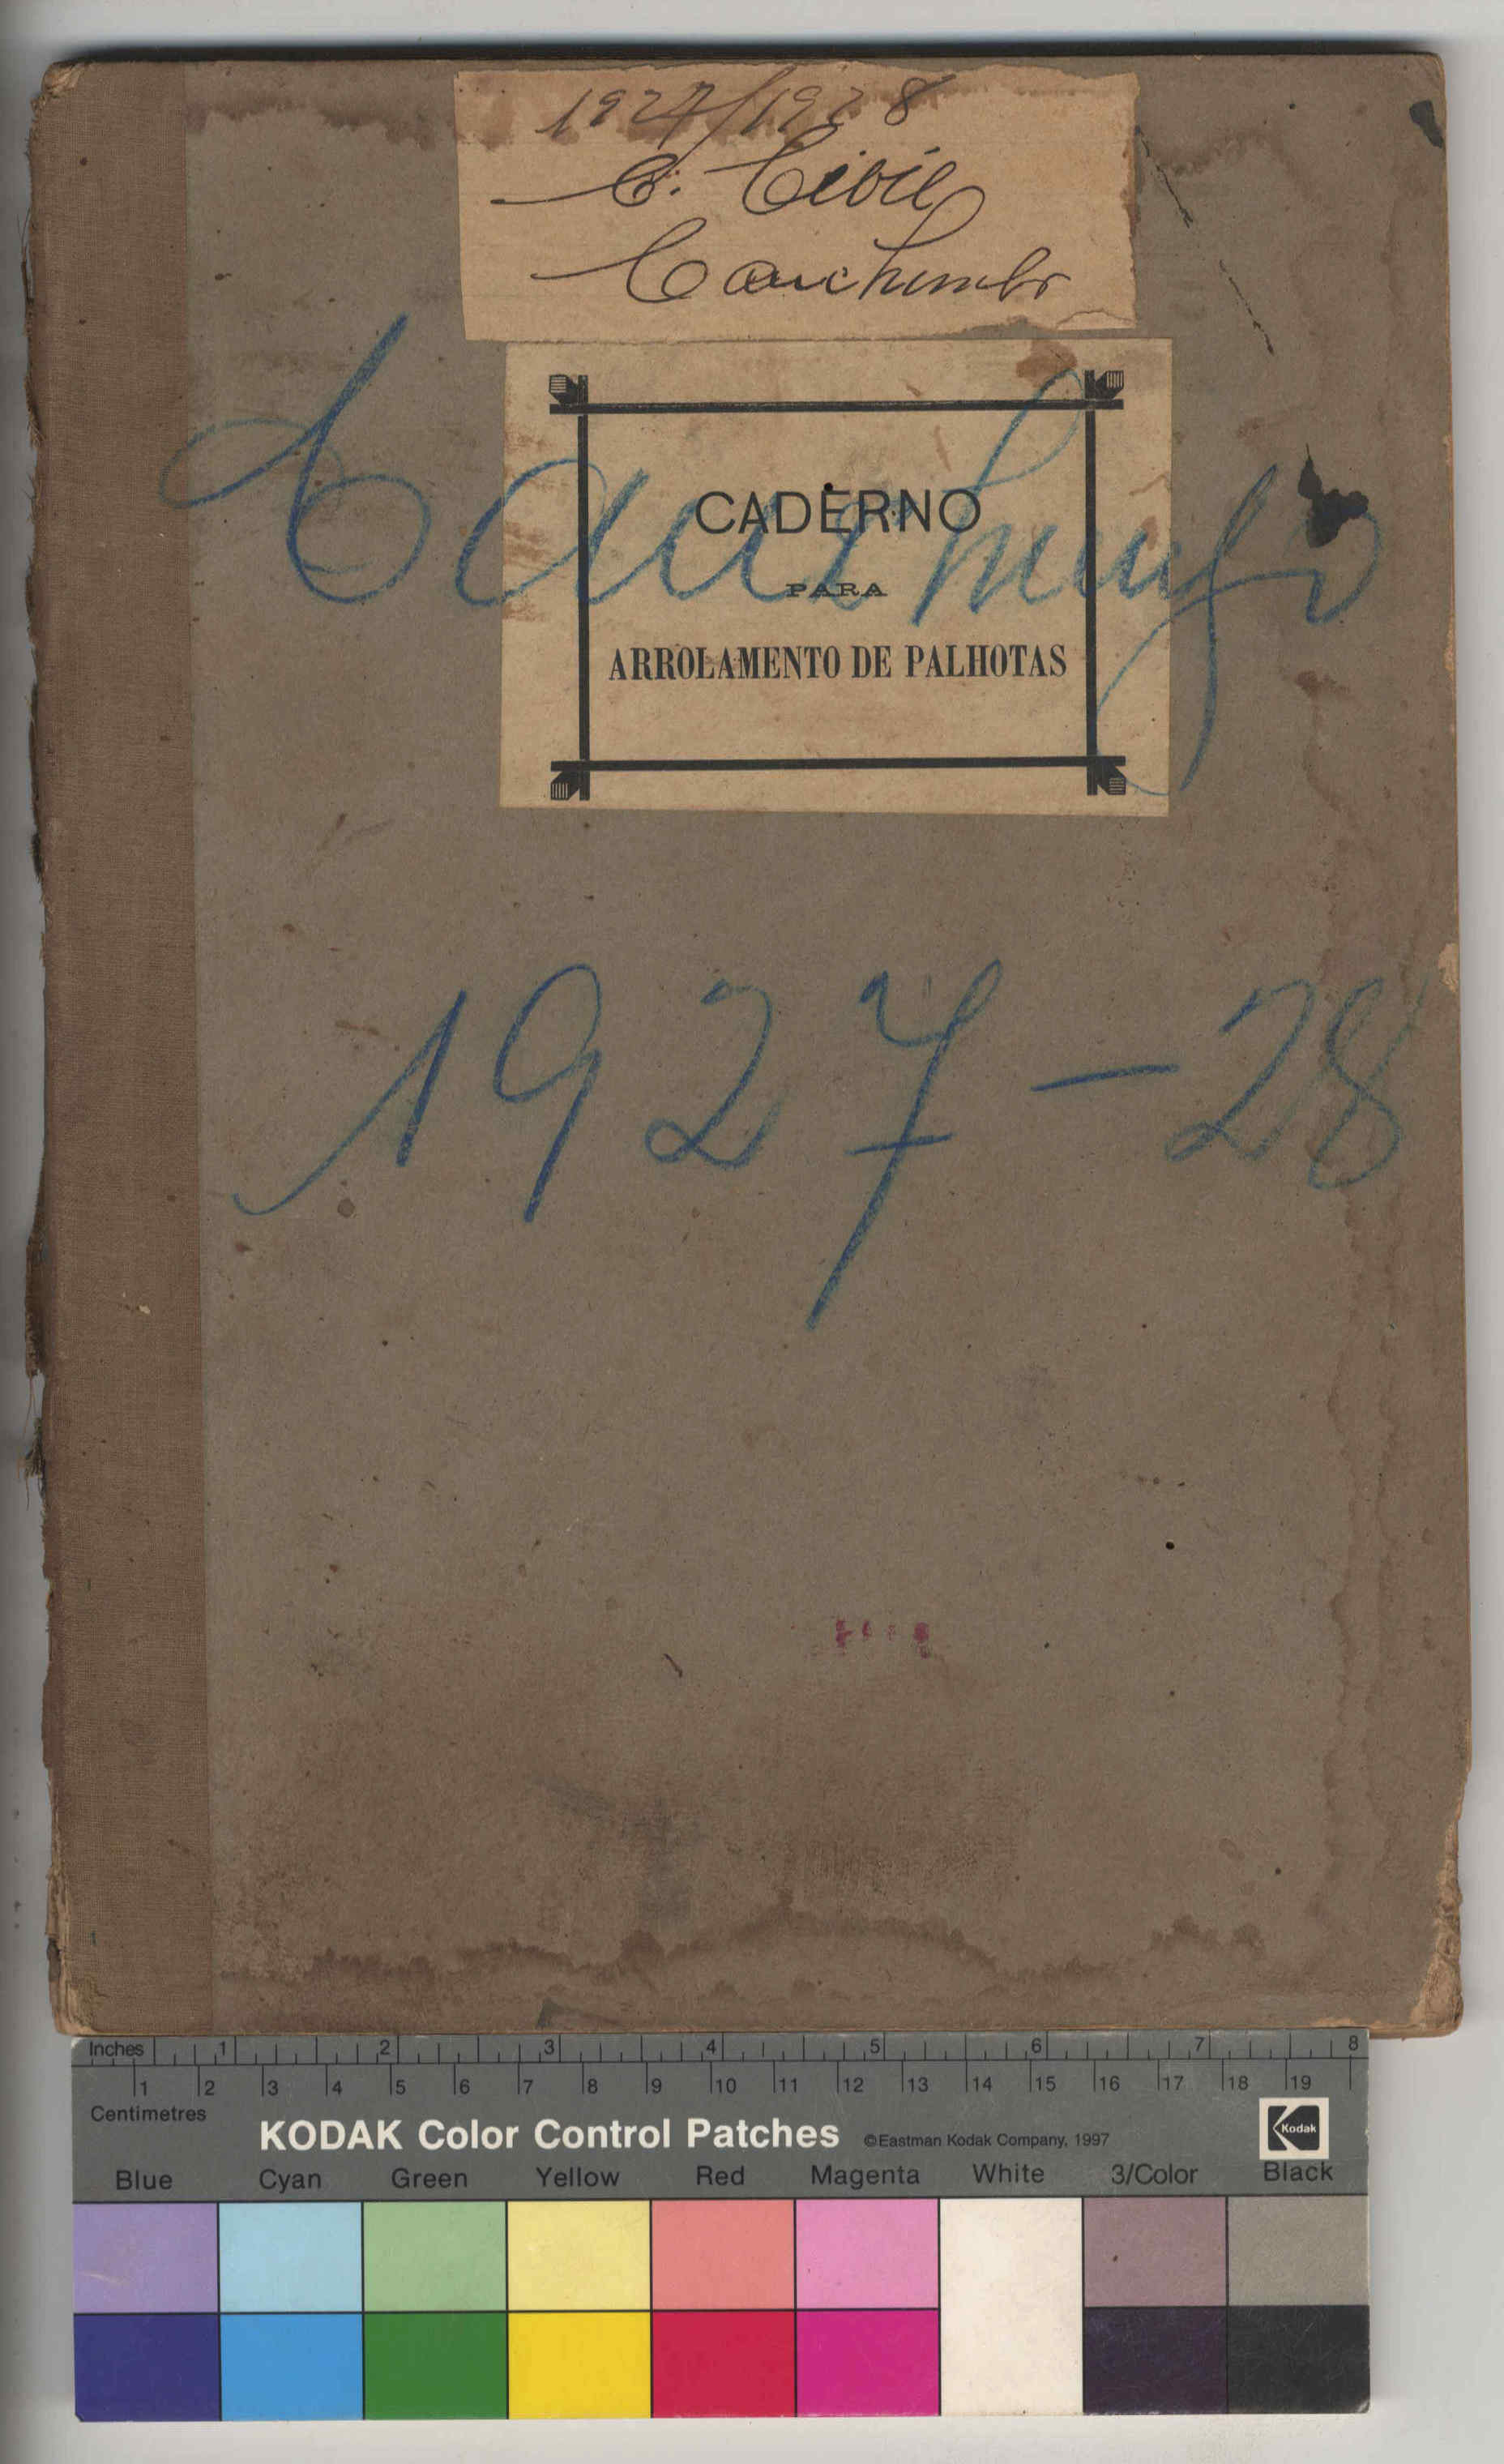 1927/1928
C. Civil
Cauchumbo
CADERNO
PARA
ARROLAMENTO DE PALHOTAS
1927-28
Inches 1 2 3 4 5 6 7 8
1 2 3 4 5 6 7 8 9 10 11 12 13 14 15 16 17 18 19
Centimetres
KODAK Color Control Patches ©Eastman Kodak Company, 1997 Kodak
Blue Cyan Green Yellow Red Magenta White 3/Color Black